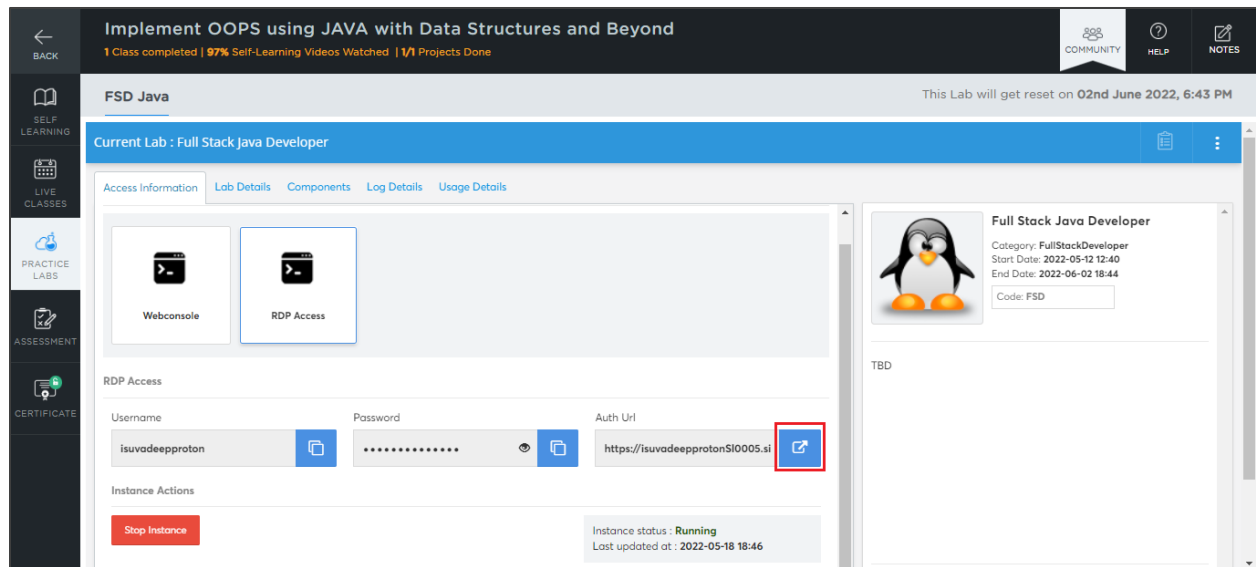 BACK
Implement OOPS using JAVA with Data Structures and Beyond
1 Class completed | 97% Self-Learning Videos Watched | 1/1 Projects Done
COMMUNITY
HELP
NOTES
SELF
LEARNING
LIVE
CLASSES
PRACTICE
LABS
ASSESSMENT
CERTIFICATE
FSD Java
This Lab will get reset on 02nd June 2022, 6:43 PM
Current Lab : Full Stack Java Developer
Access Information Lab Details Components Log Details Usage Details
Webconsole RDP Access
RDP Access
Username Password Auth Url
isuvadeepproton •••••••••••••• https://isuvadeepprotonSl0005.si
Instance Actions
Stop Instance
Instance status : Running
Last updated at : 2022-05-18 18:46
Full Stack Java Developer
Category: FullStackDeveloper
Start Date: 2022-05-12 12:40
End Date: 2022-06-02 18:44
Code: FSD
TBD